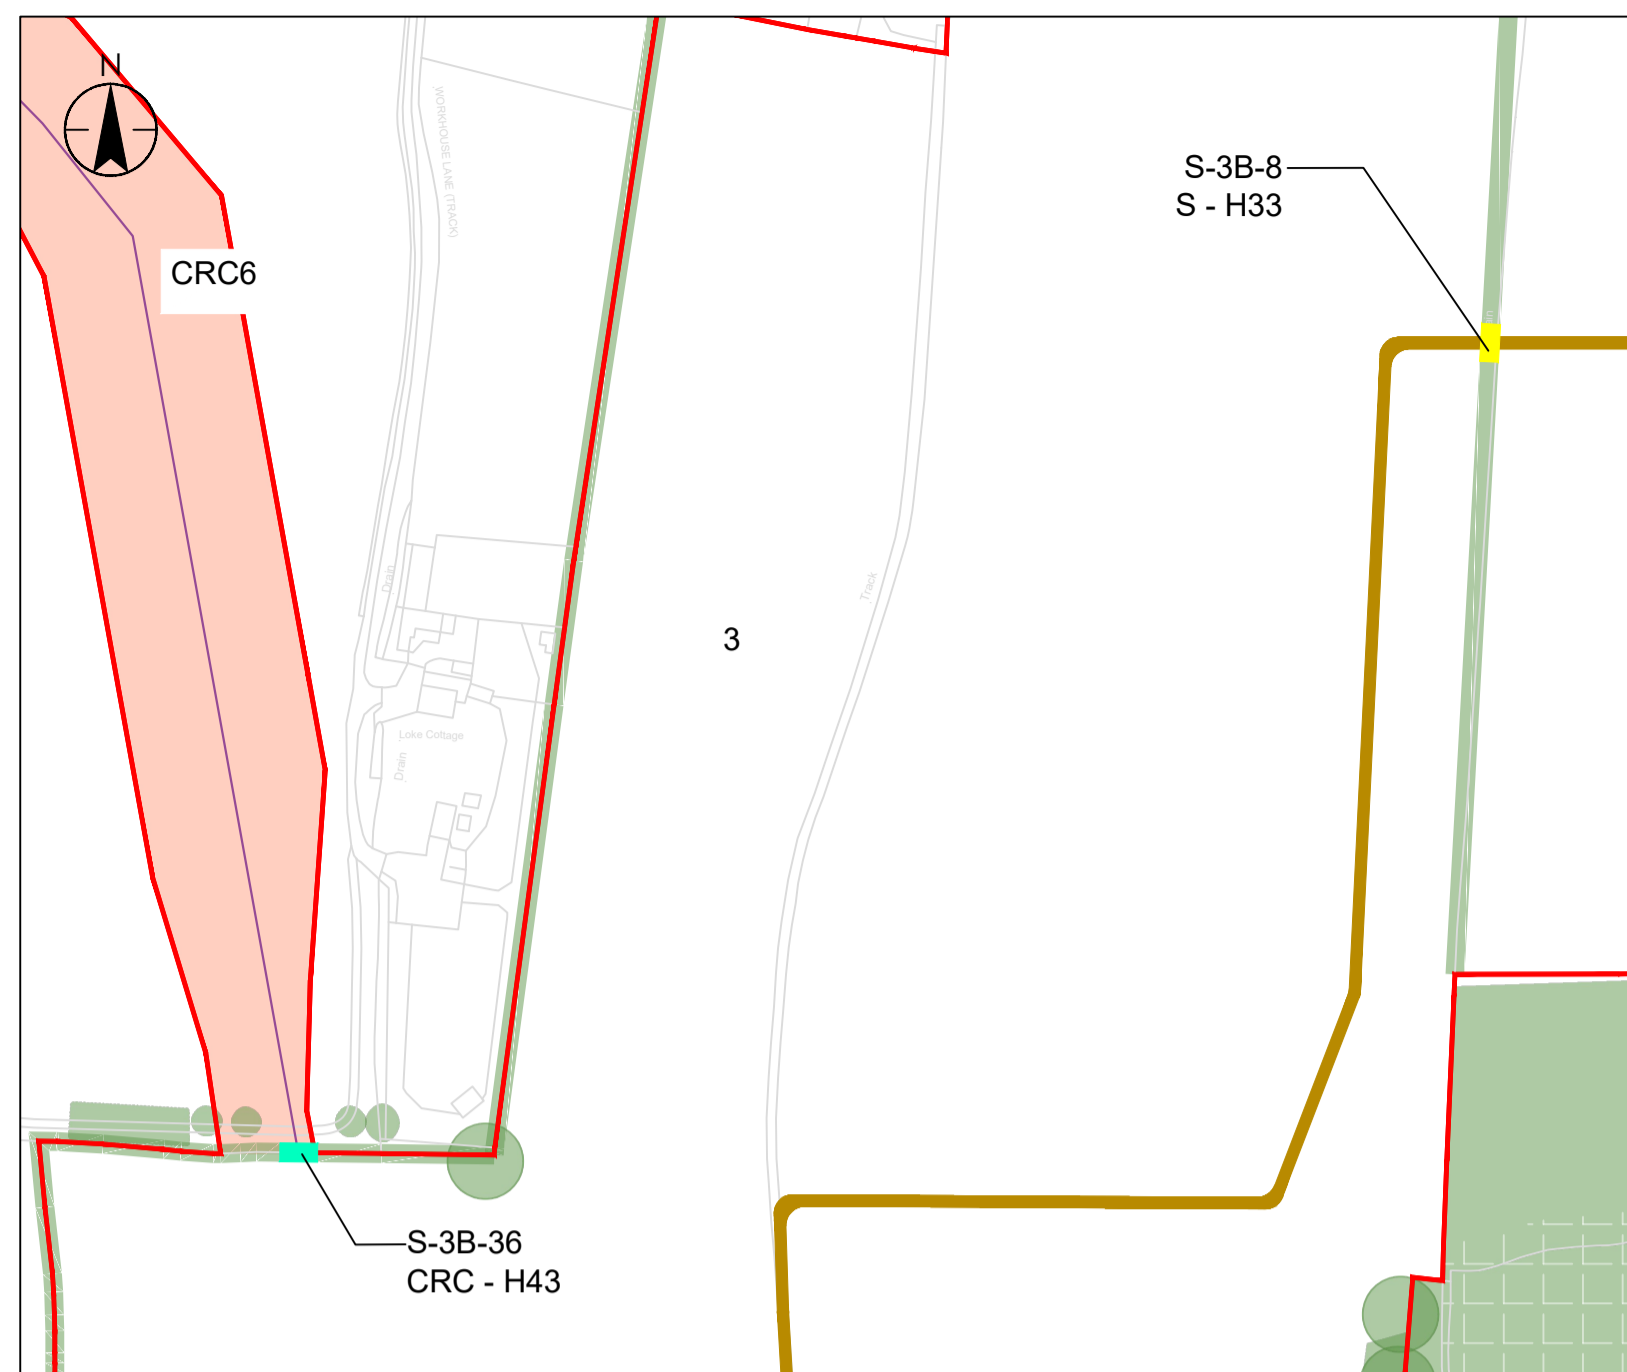 N
WORKHOUSE LANE (TRACK)
S-3B-8
S - H33
CRC6
Drain
Track
3
Loke Cottage
Drain
S-3B-36
CRC - H43